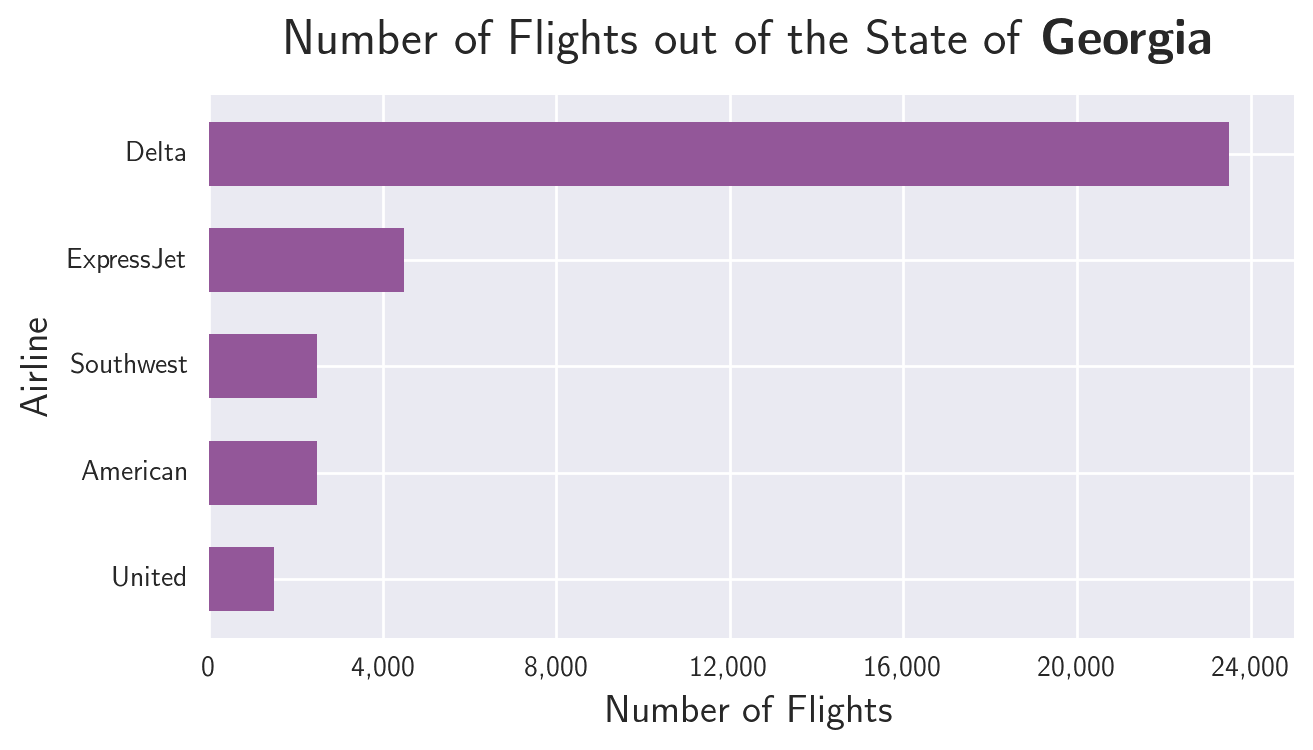 Number of Flights out of the State of Georgia
Delta
ExpressJet
Southwest
American
United
Airline
0 4,000 8,000 12,000 16,000 20,000 24,000
Number of Flights